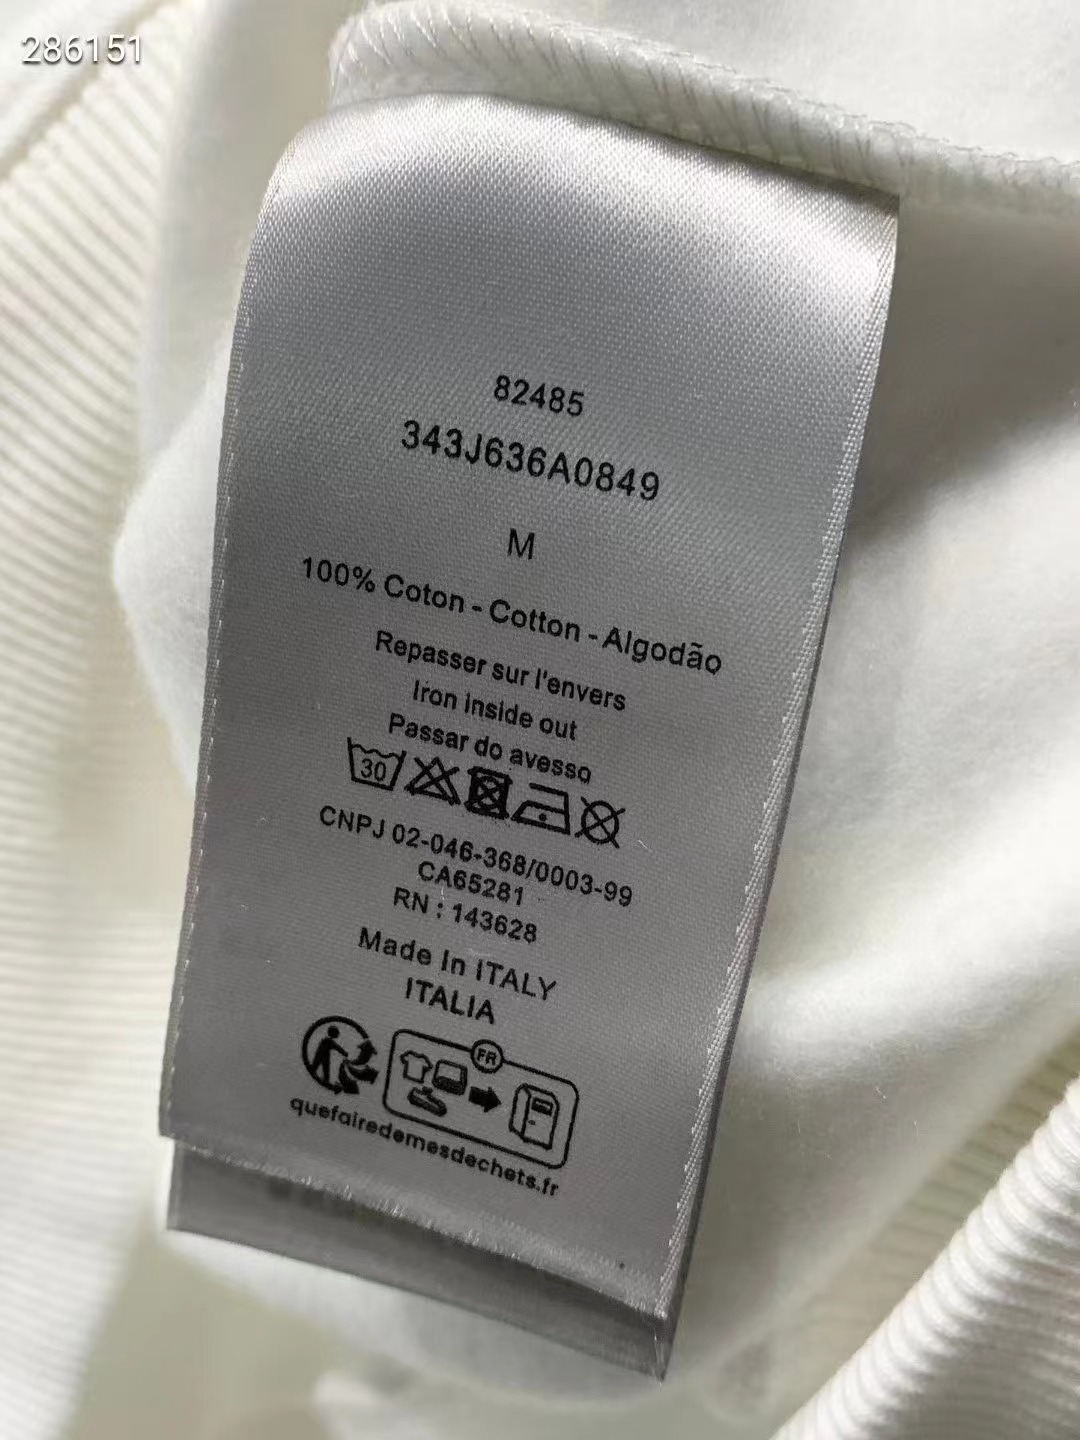 286151
82485
343J636A0849
M
100% Coton - Cotton - Algodão
Repasser sur l'envers
Iron inside out
Passar do avesso
30
CNPJ 02-046-368/0003-99
CA65281
RN : 143628
Made In ITALY
ITALIA
FR
quefairedemesdechets.fr